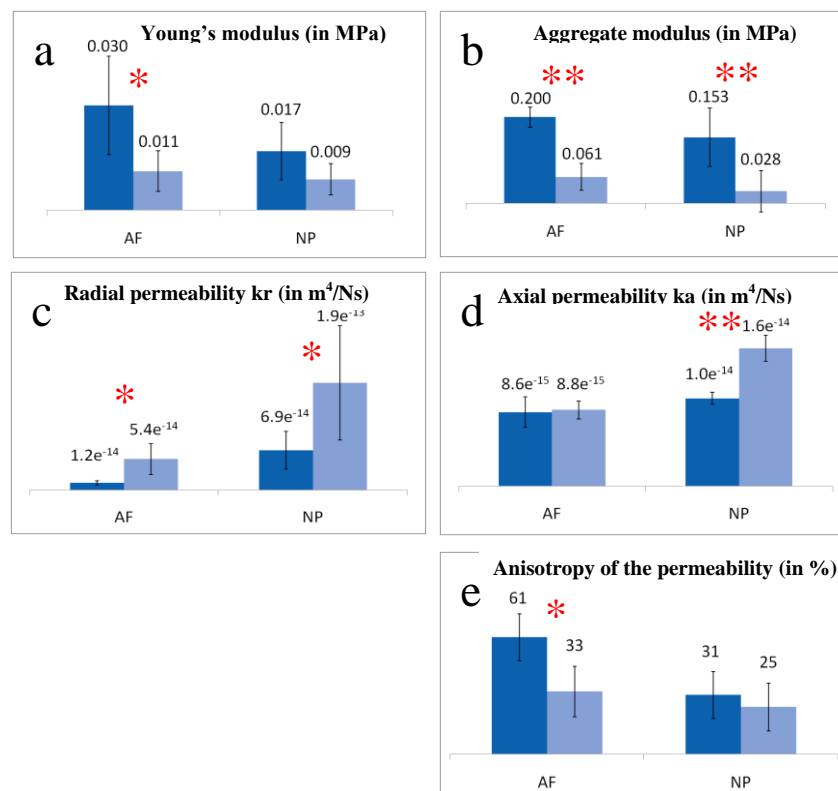 a
Young's modulus (in MPa)
0.030
*
0.011
0.017
0.009
AF
NP
b
Aggregate modulus (in MPa)
**
**
0.200
0.061
0.153
0.028
AF
NP
c
Radial permeability kr (in m⁴/Ns)
1.9e⁻¹³
*
*
1.2e⁻¹⁴
5.4e⁻¹⁴
6.9e⁻¹⁴
AF
NP
d
Axial permeability ka (in m⁴/Ns)
**
1.6e⁻¹⁴
8.6e⁻¹⁵
8.8e⁻¹⁵
1.0e⁻¹⁴
AF
NP
e
Anisotropy of the permeability (in %)
61
*
33
31
25
AF
NP